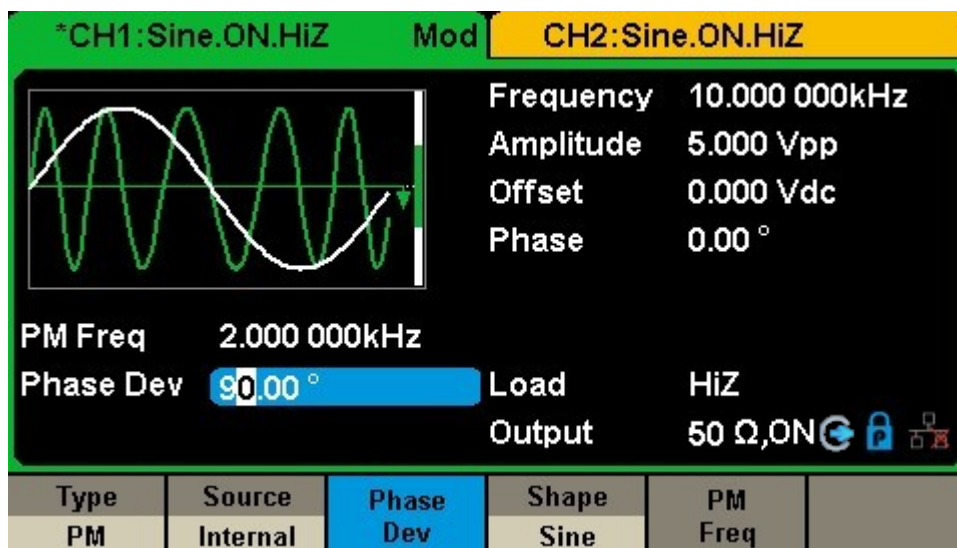 *CH1:Sine.ON.HiZ Mod CH2:Sine.ON.HiZ
Frequency 10.000 000kHz
Amplitude 5.000 Vpp
Offset 0.000 Vdc
Phase 0.00 °
PM Freq 2.000 000kHz
Phase Dev 90.00 ° Load HiZ
Output 50 Ω,ON P
Type Source Phase Dev Shape PM Freq
PM Internal Sine